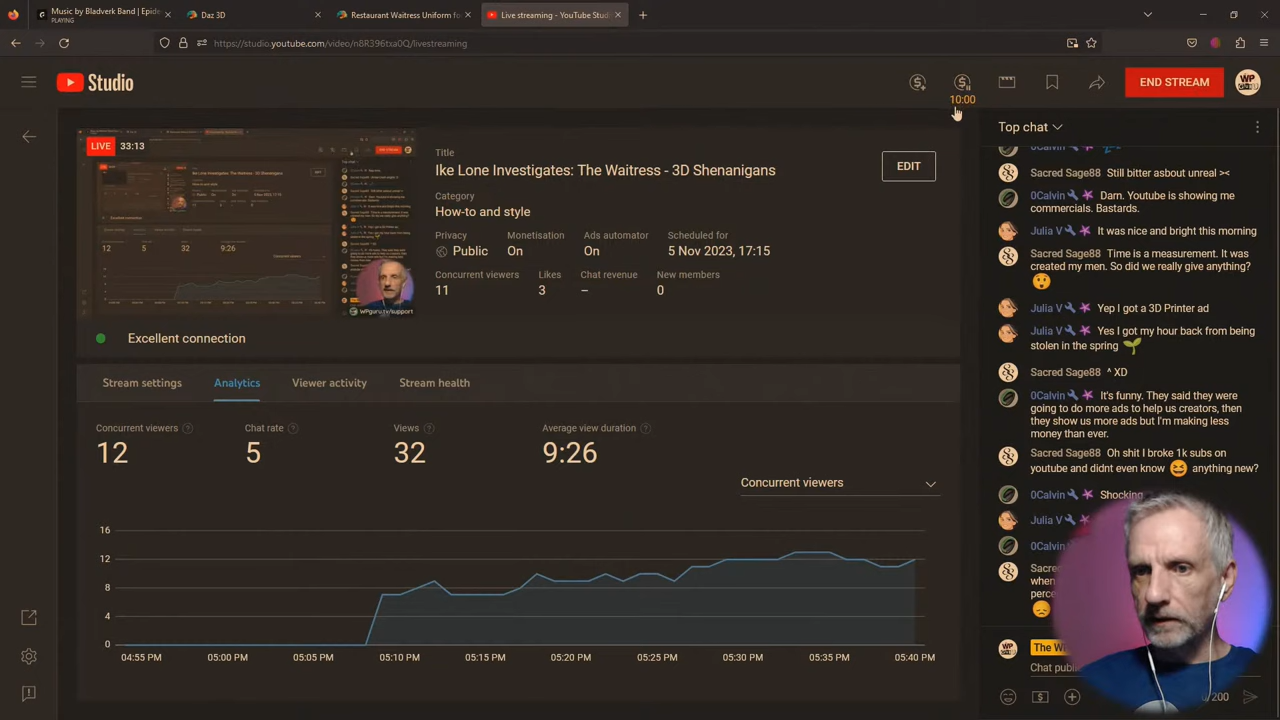 Music by Bladverk Band | Epide
PLAYING
Daz 3D
Restaurant Waitress Uniform fo
Live streaming - YouTube Studi
https://studio.youtube.com/video/n8R396txa0Q/livestreaming
Studio
10:00
END STREAM
LIVE 33:13
Title
Ike Lone Investigates: The Waitress - 3D Shenanigans
EDIT
Category
How-to and style
Privacy Monetisation Ads automator Scheduled for
Public On On 5 Nov 2023, 17:15
Concurrent viewers Likes Chat revenue New members
11 3 – 0
WPguru.tv/support
Excellent connection
Stream settings Analytics Viewer activity Stream health
Concurrent viewers Chat rate Views Average view duration
12 5 32 9:26
Concurrent viewers
16
12
8
4
0
04:55 PM 05:00 PM 05:05 PM 05:10 PM 05:15 PM 05:20 PM 05:25 PM 05:30 PM 05:35 PM 05:40 PM
Top chat
0Calvin
Sacred Sage88 Still bitter asbout unreal ><
0Calvin Darn. Youtube is showing me
commercials. Bastards.
Julia V It was nice and bright this morning
Sacred Sage88 Time is a measurement. It was
created my men. So did we really give anything?
Julia V Yep I got a 3D Printer ad
Julia V Yes I got my hour back from being
stolen in the spring
Sacred Sage88 ^ XD
0Calvin It's funny. They said they were
going to do more ads to help us creators, then
they show us more ads but I'm making less
money than ever.
Sacred Sage88 Oh shit I broke 1k subs on
youtube and didnt even know anything new?
0Calvin Shocking
Julia V
0Calvin
Sacred
when
The W
Chat publ
/200